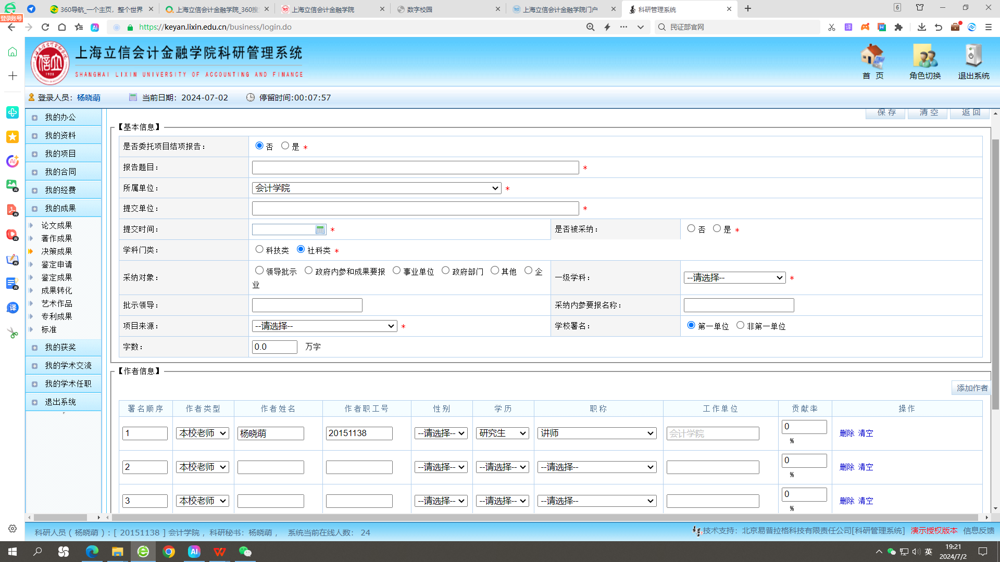 登录账号
360导航_一个主页，整个世界
上海立信会计金融学院_360搜
上海立信会计金融学院
数字校园
上海立信会计金融学院门户
科研管理系统
6
https://keyan.lixin.edu.cn/business/login.do
民证部官网
上海立信会计金融学院科研管理系统
SHANGHAI LIXIN UNIVERSITY OF ACCOUNTING AND FINANCE
首 页
角色切换
退出系统
登录人员：杨晓萌
当前日期：2024-07-02
停留时间:00:07:57
我的办公
我的资料
我的项目
我的合同
我的经费
我的成果
论文成果
著作成果
决策成果
鉴定申请
鉴定成果
成果转化
艺术作品
专利成果
标准
我的获奖
我的学术交流
我的学术任职
退出系统
保 存
清 空
返 回
【基本信息】
是否委托项目结项报告： 否 是 *
报告题目： *
所属单位： 会计学院 *
提交单位： *
提交时间： * 是否被采纳： 否 是 *
学科门类： 科技类 社科类 *
采纳对象： 领导批示 政府内参和成果要报 事业单位 政府部门 其他 企
业
一级学科： --请选择-- *
批示领导： 采纳内参要报名称：
项目来源： --请选择-- * 学校署名： 第一单位 非第一单位
字数： 0.0 万字
【作者信息】
添加作者
署名顺序 作者类型 作者姓名 作者职工号 性别 学历 职称 工作单位 贡献率 操作
1 本校老师 杨晓萌 20151138 --请选择-- 研究生 讲师 会计学院 0 % 删除 清空
2 本校老师 --请选择-- --请选择-- --请选择-- 0 % 删除 清空
3 本校老师 --请选择-- --请选择-- --请选择-- 0 % 删除 清空
科研人员 ( 杨晓萌 ) : [ 20151138 ] 会计学院 ，科研秘书：杨晓萌 ， 系统当前在线人数： 24
技术支持：北京易普拉格科技有限责任公司[科研管理系统] 演示授权版本 信息反馈
英
19:21
2024/7/2